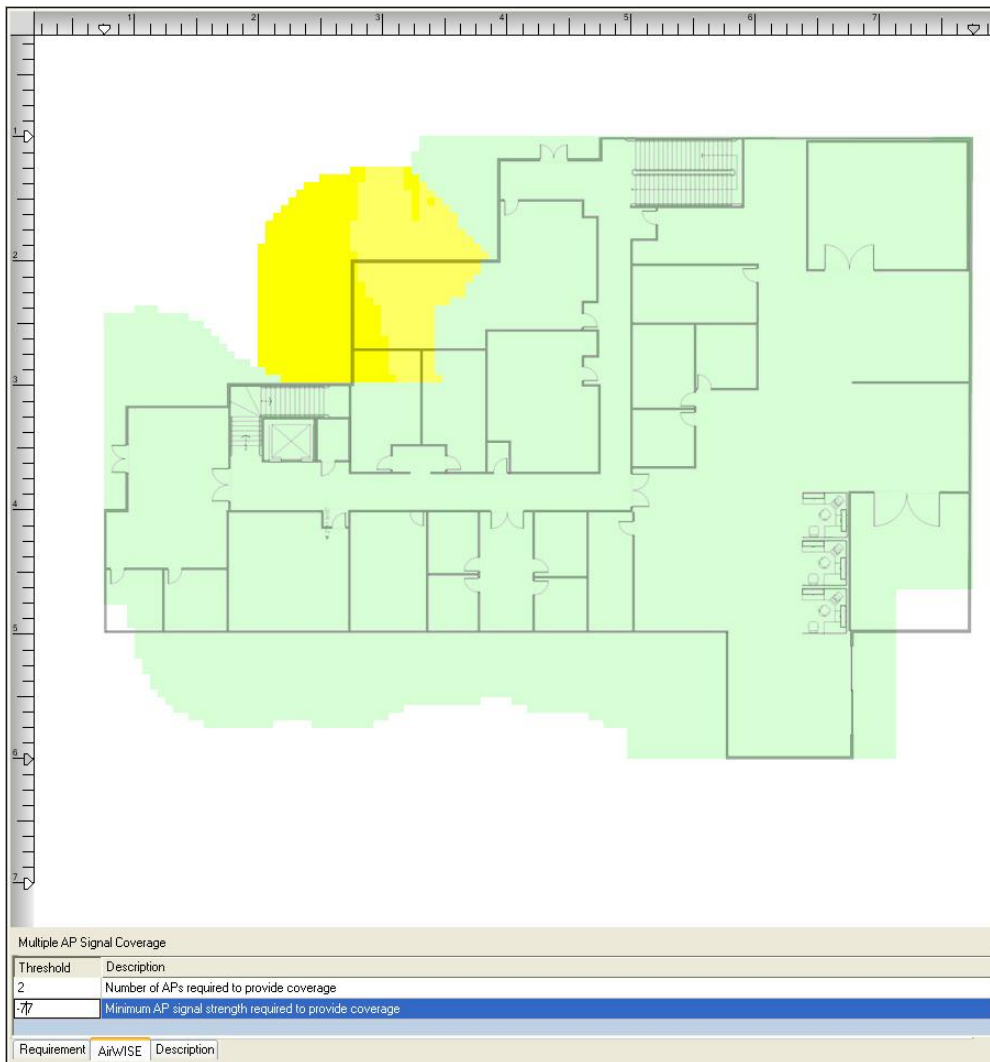 1 2 3 4 5 6 7
1
2
3
4
5
6
7
Multiple AP Signal Coverage
Threshold Description
2 Number of APs required to provide coverage
-77 Minimum AP signal strength required to provide coverage
Requirement AirWISE Description